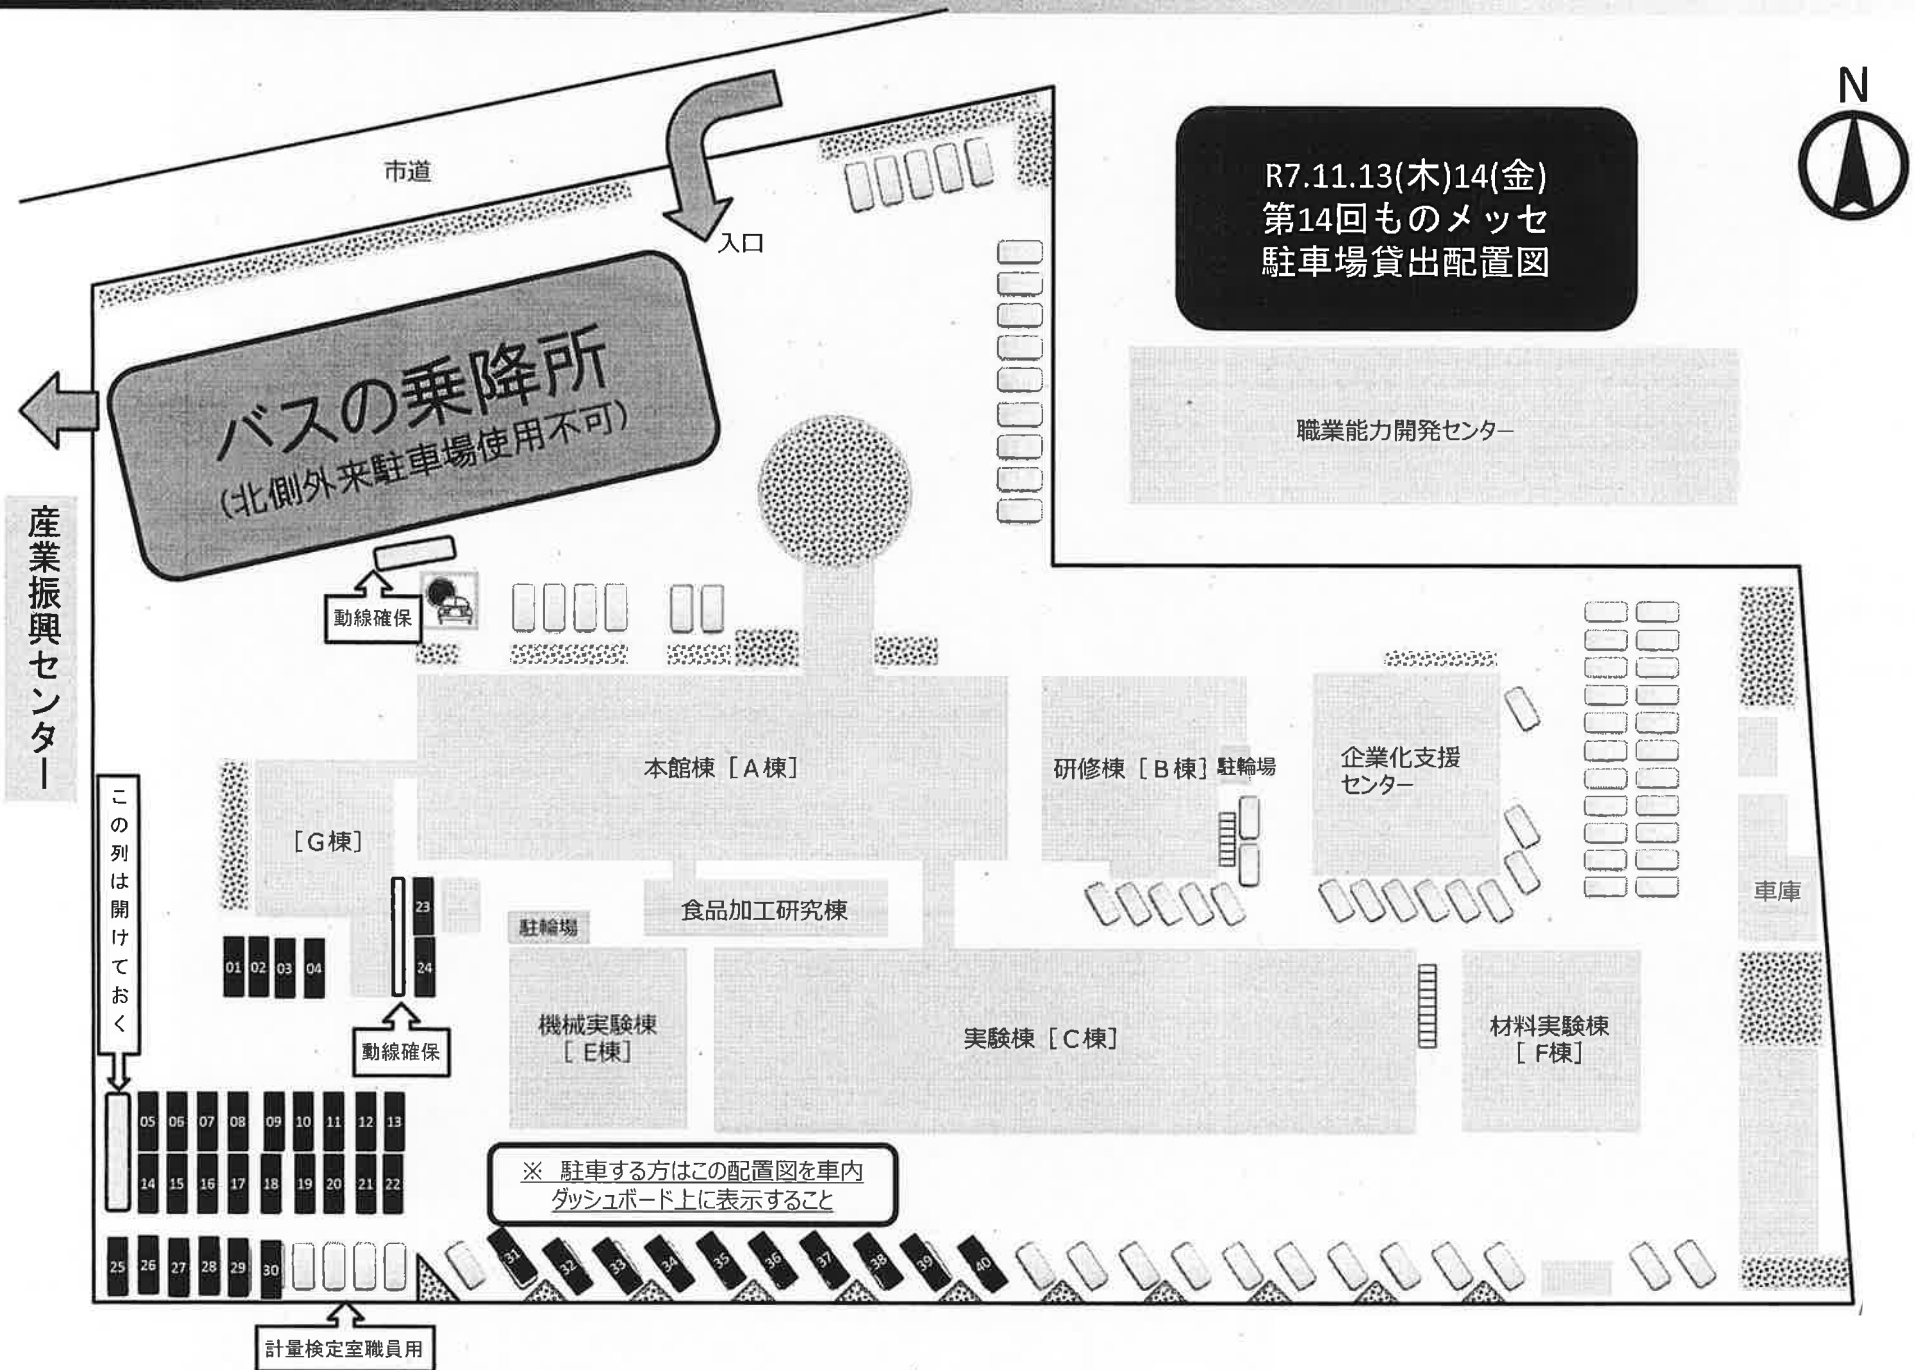 N
R7.11.13(木)14(金)
第14回ものメッセ
駐車場貸出配置図
市道
入口
バスの乗降所
(北側外来駐車場使用不可)
職業能力開発センター
産業振興センター
動線確保
本館棟［A棟］
研修棟［B棟］
駐輪場
企業化支援
センター
この列は開けておく
［G棟］
食品加工研究棟
車庫
駐輪場
23
24
01 02 03 04
動線確保
機械実験棟
［E棟］
実験棟［C棟］
材料実験棟
［F棟］
05 06 07 08 09 10 11 12 13
14 15 16 17 18 19 20 21 22
※ 駐車する方はこの配置図を車内
ダッシュボード上に表示すること
25 26 27 28 29 30
31 32 33 34 35 36 37 38 39 40
計量検定室職員用